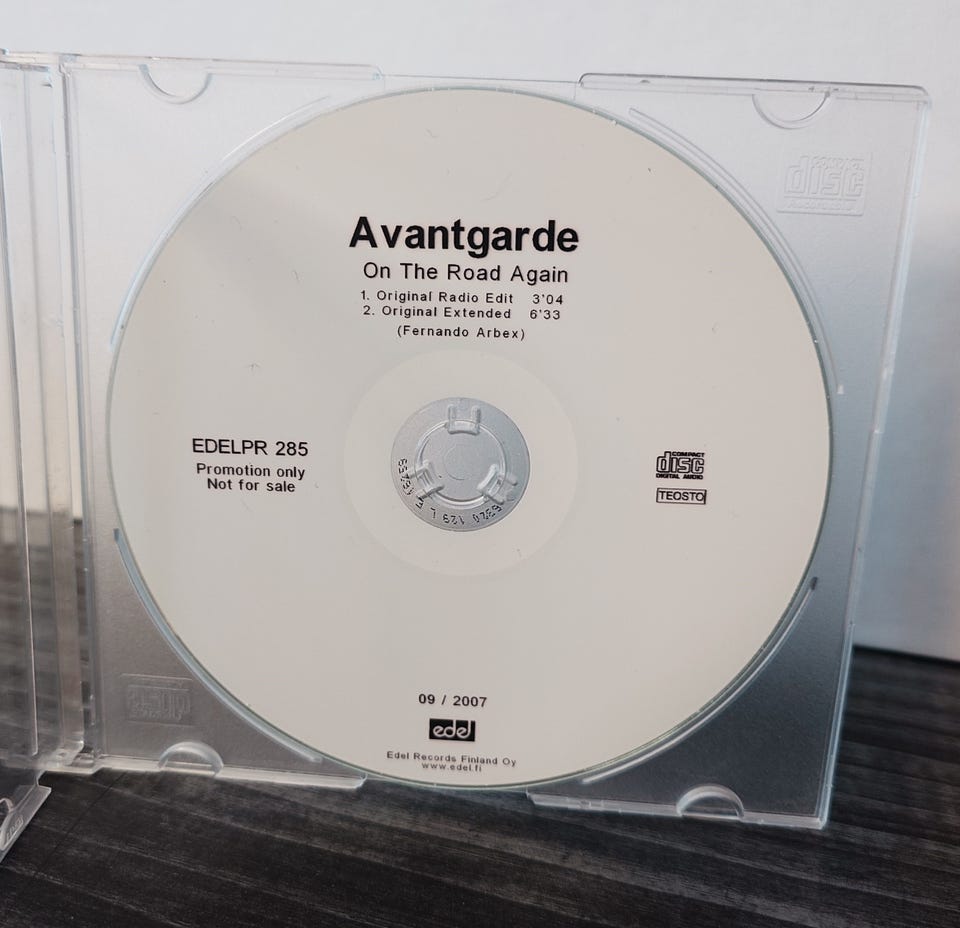 Avantgarde
On The Road Again
1. Original Radio Edit 3'04
2. Original Extended 6'33
(Fernando Arbex)
EDELPR 285
Promotion only
Not for sale
COMPACT
disc
DIGITAL AUDIO
TEOSTO
09 / 2007
edel
Edel Records Finland Oy
www.edel.fi
COMPACT
disc